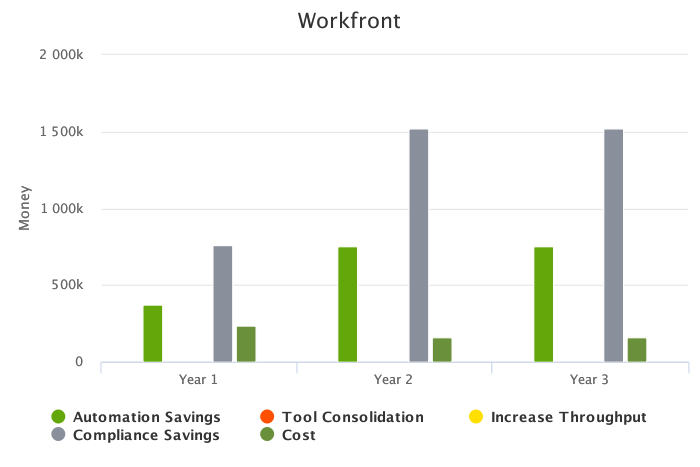 Workfront
2 000k
1 500k
1 000k
500k
0
Money
Year 1
Year 2
Year 3
Automation Savings
Tool Consolidation
Increase Throughput
Compliance Savings
Cost